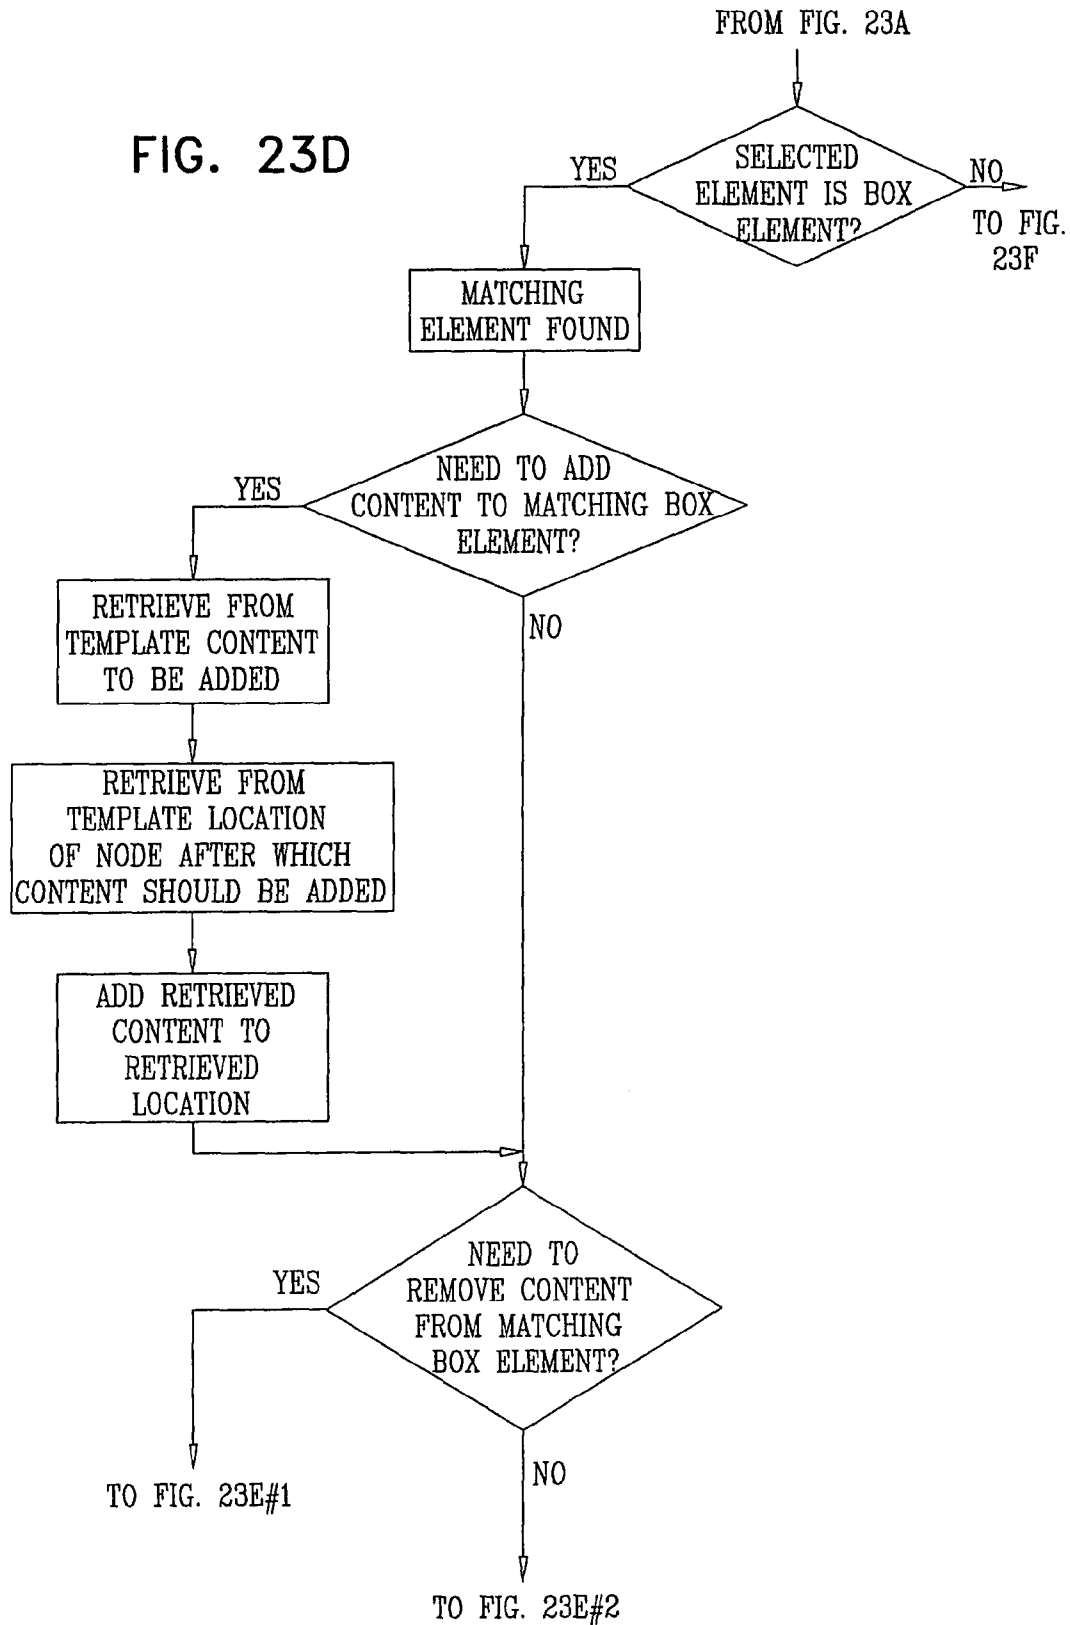 FROM FIG. 23A
FIG. 23D
SELECTED
ELEMENT IS BOX
ELEMENT?
YES
NO
TO FIG.
23F
MATCHING
ELEMENT FOUND
NEED TO ADD
CONTENT TO MATCHING BOX
ELEMENT?
YES
NO
RETRIEVE FROM
TEMPLATE CONTENT
TO BE ADDED
RETRIEVE FROM
TEMPLATE LOCATION
OF NODE AFTER WHICH
CONTENT SHOULD BE ADDED
ADD RETRIEVED
CONTENT TO
RETRIEVED
LOCATION
NEED TO
REMOVE CONTENT
FROM MATCHING
BOX ELEMENT?
YES
NO
TO FIG. 23E#1
TO FIG. 23E#2